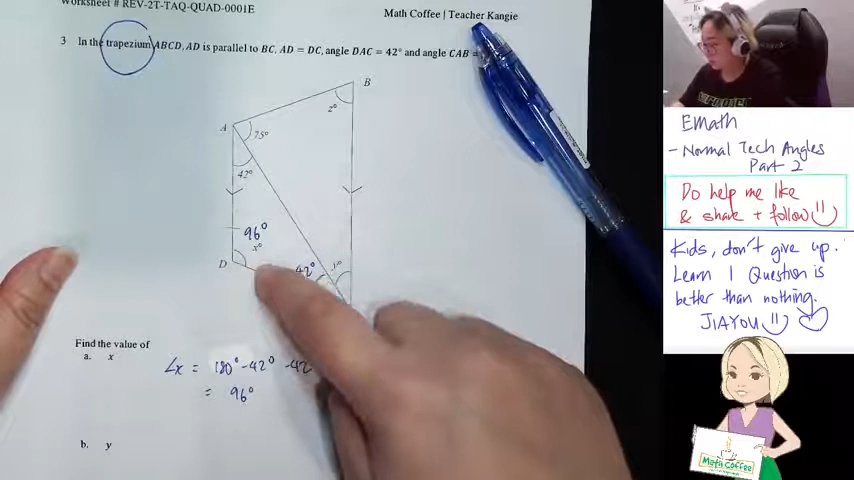 Worksheet # REV-2T-TAQ-QUAD-0001E
Math Coffee | Teacher Kangie
3 In the trapezium ABCD, AD is parallel to BC, AD = DC, angle DAC = 42° and angle CAB =
B
2°
A
75°
42°
96°
x°
D
42°
y°
Find the value of
a. x
∠x = 180° - 42° - 42°
= 96°
b. y
Emath
- Normal Tech Angles
Part 2
Do help me like
& share + follow
Kids, don't give up.
Learn 1 Question is
better than nothing.
JIAYOU
Math Coffee